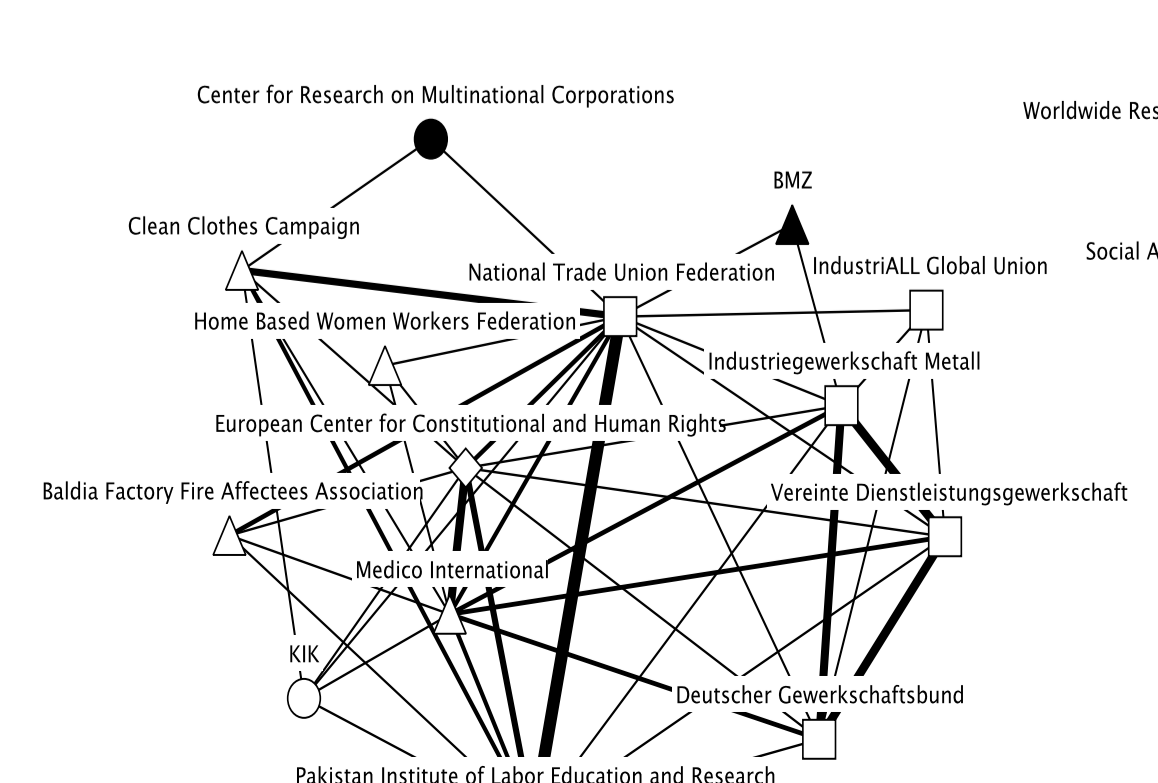 Center for Research on Multinational Corporations
Worldwide Res
BMZ
Clean Clothes Campaign
Social A
IndustriALL Global Union
National Trade Union Federation
Home Based Women Workers Federation
Industriegewerkschaft Metall
European Center for Constitutional and Human Rights
Baldia Factory Fire Affectees Association
Vereinte Dienstleistungsgewerkschaft
Medico International
KIK
Deutscher Gewerkschaftsbund
Pakistan Institute of Labor Education and Research